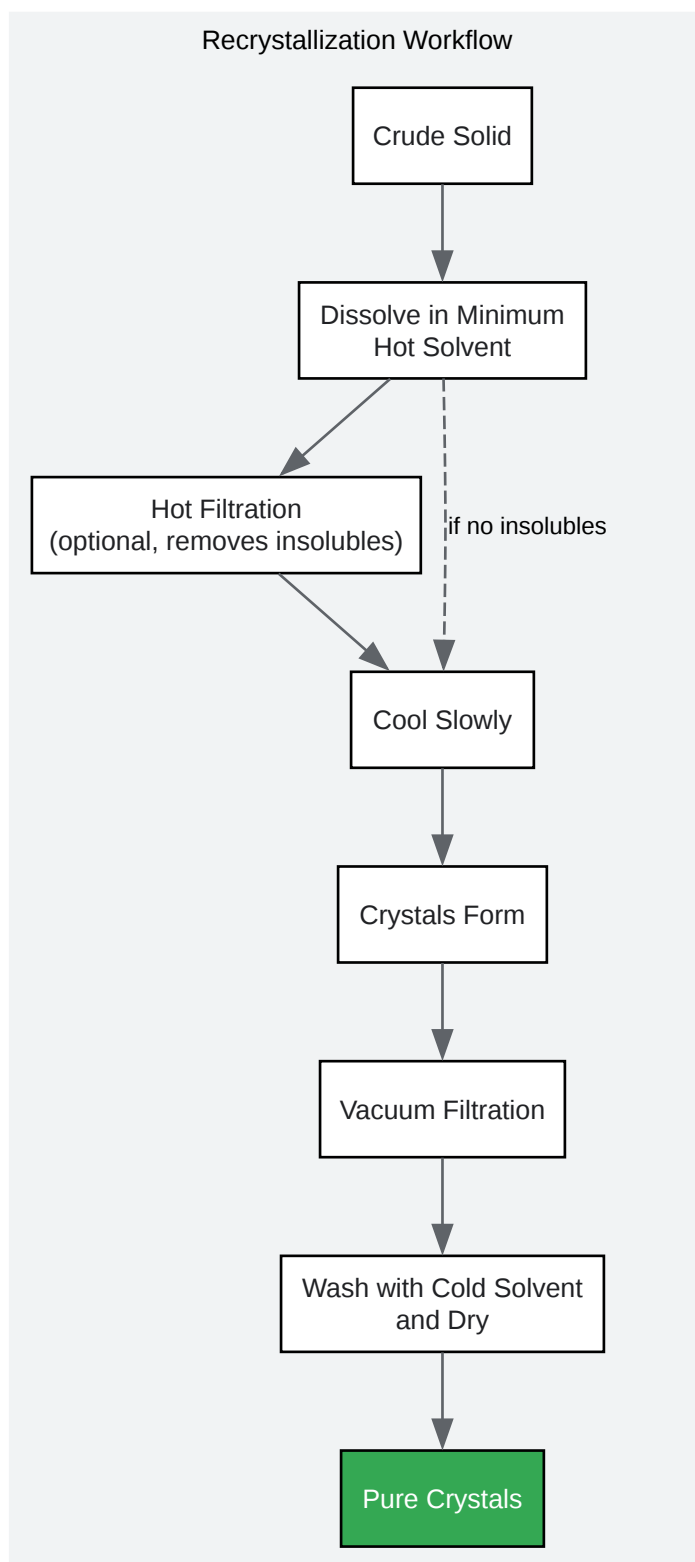 Recrystallization Workflow
Crude Solid
Dissolve in Minimum
Hot Solvent
Hot Filtration
(optional, removes insolubles)
if no insolubles
Cool Slowly
Crystals Form
Vacuum Filtration
Wash with Cold Solvent
and Dry
Pure Crystals